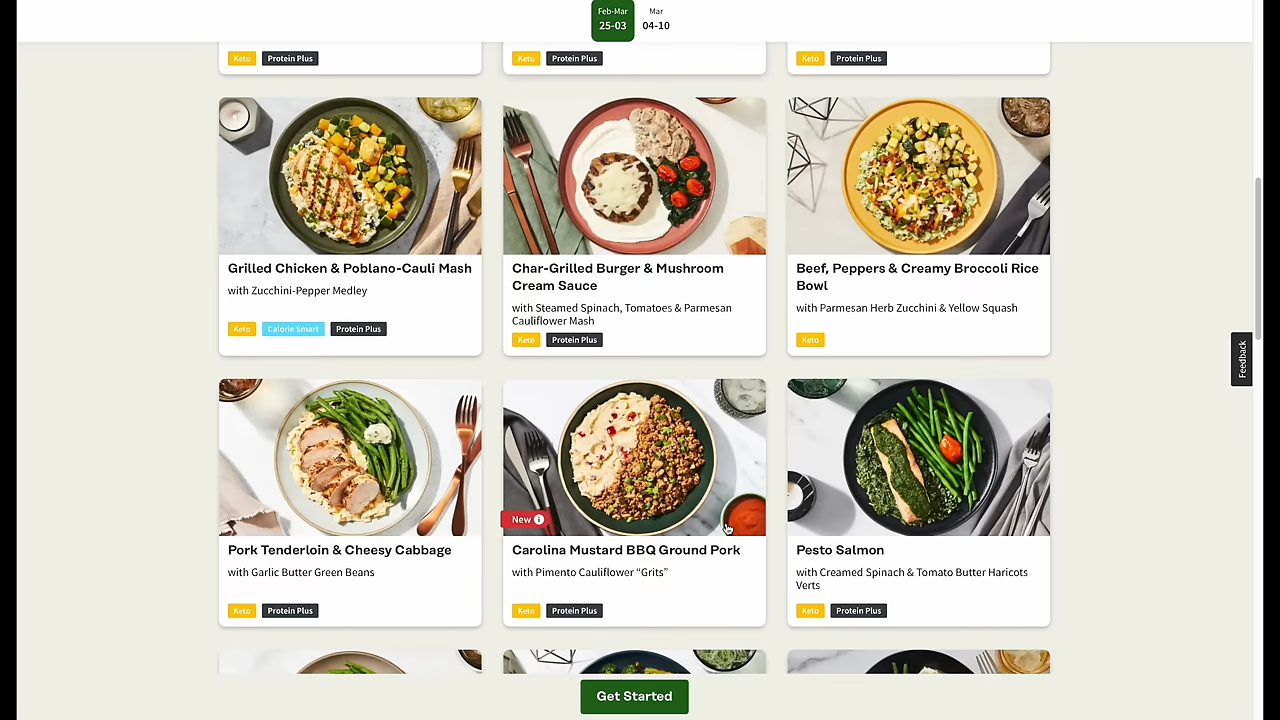 Feb-Mar
25-03
Mar
04-10
Keto
Protein Plus
Keto
Protein Plus
Keto
Protein Plus
Grilled Chicken & Poblano-Cauli Mash
with Zucchini-Pepper Medley
Keto
Calorie Smart
Protein Plus
Char-Grilled Burger & Mushroom
Cream Sauce
with Steamed Spinach, Tomatoes & Parmesan
Cauliflower Mash
Keto
Protein Plus
Beef, Peppers & Creamy Broccoli Rice
Bowl
with Parmesan Herb Zucchini & Yellow Squash
Keto
Feedback
Pork Tenderloin & Cheesy Cabbage
with Garlic Butter Green Beans
Keto
Protein Plus
New
Carolina Mustard BBQ Ground Pork
with Pimento Cauliflower “Grits”
Keto
Protein Plus
Pesto Salmon
with Creamed Spinach & Tomato Butter Haricots
Verts
Keto
Protein Plus
Get Started